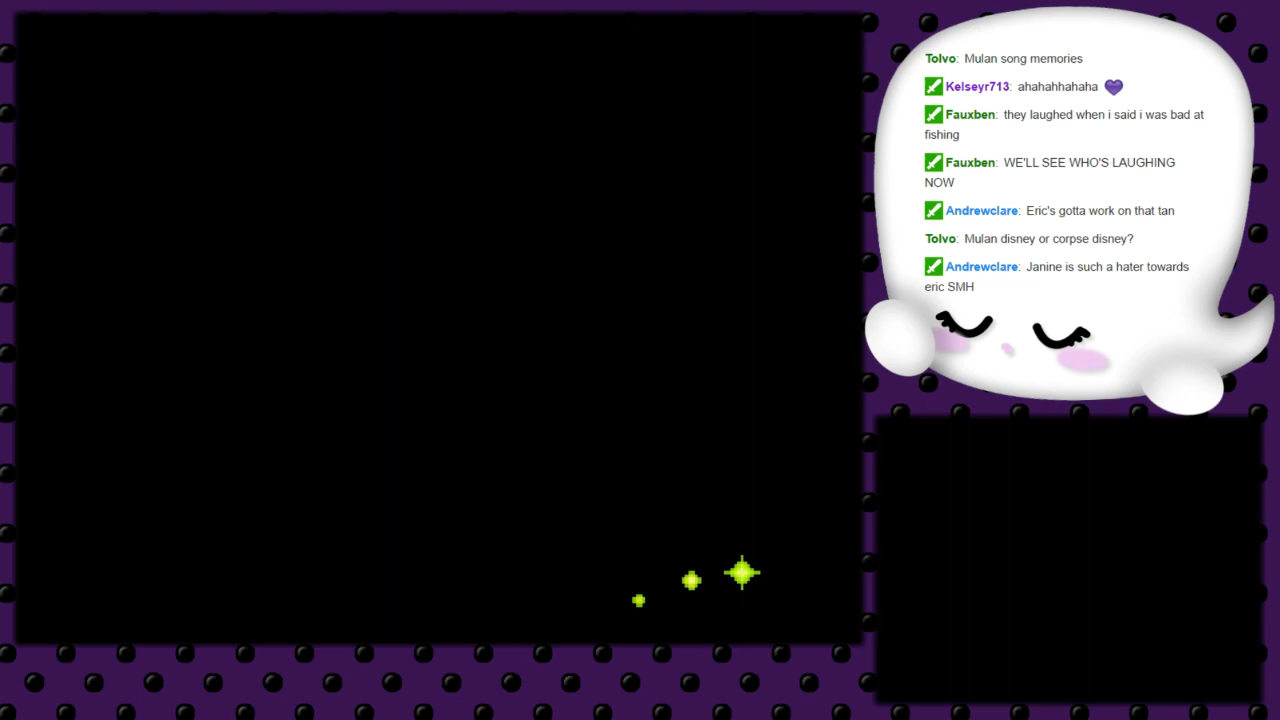 Tolvo: Mulan song memories
Kelseyr713: ahahahhahaha
Fauxben: they laughed when i said i was bad at
fishing
Fauxben: WE'LL SEE WHO'S LAUGHING
NOW
Andrewclare: Eric's gotta work on that tan
Tolvo: Mulan disney or corpse disney?
Andrewclare: Janine is such a hater towards
eric SMH